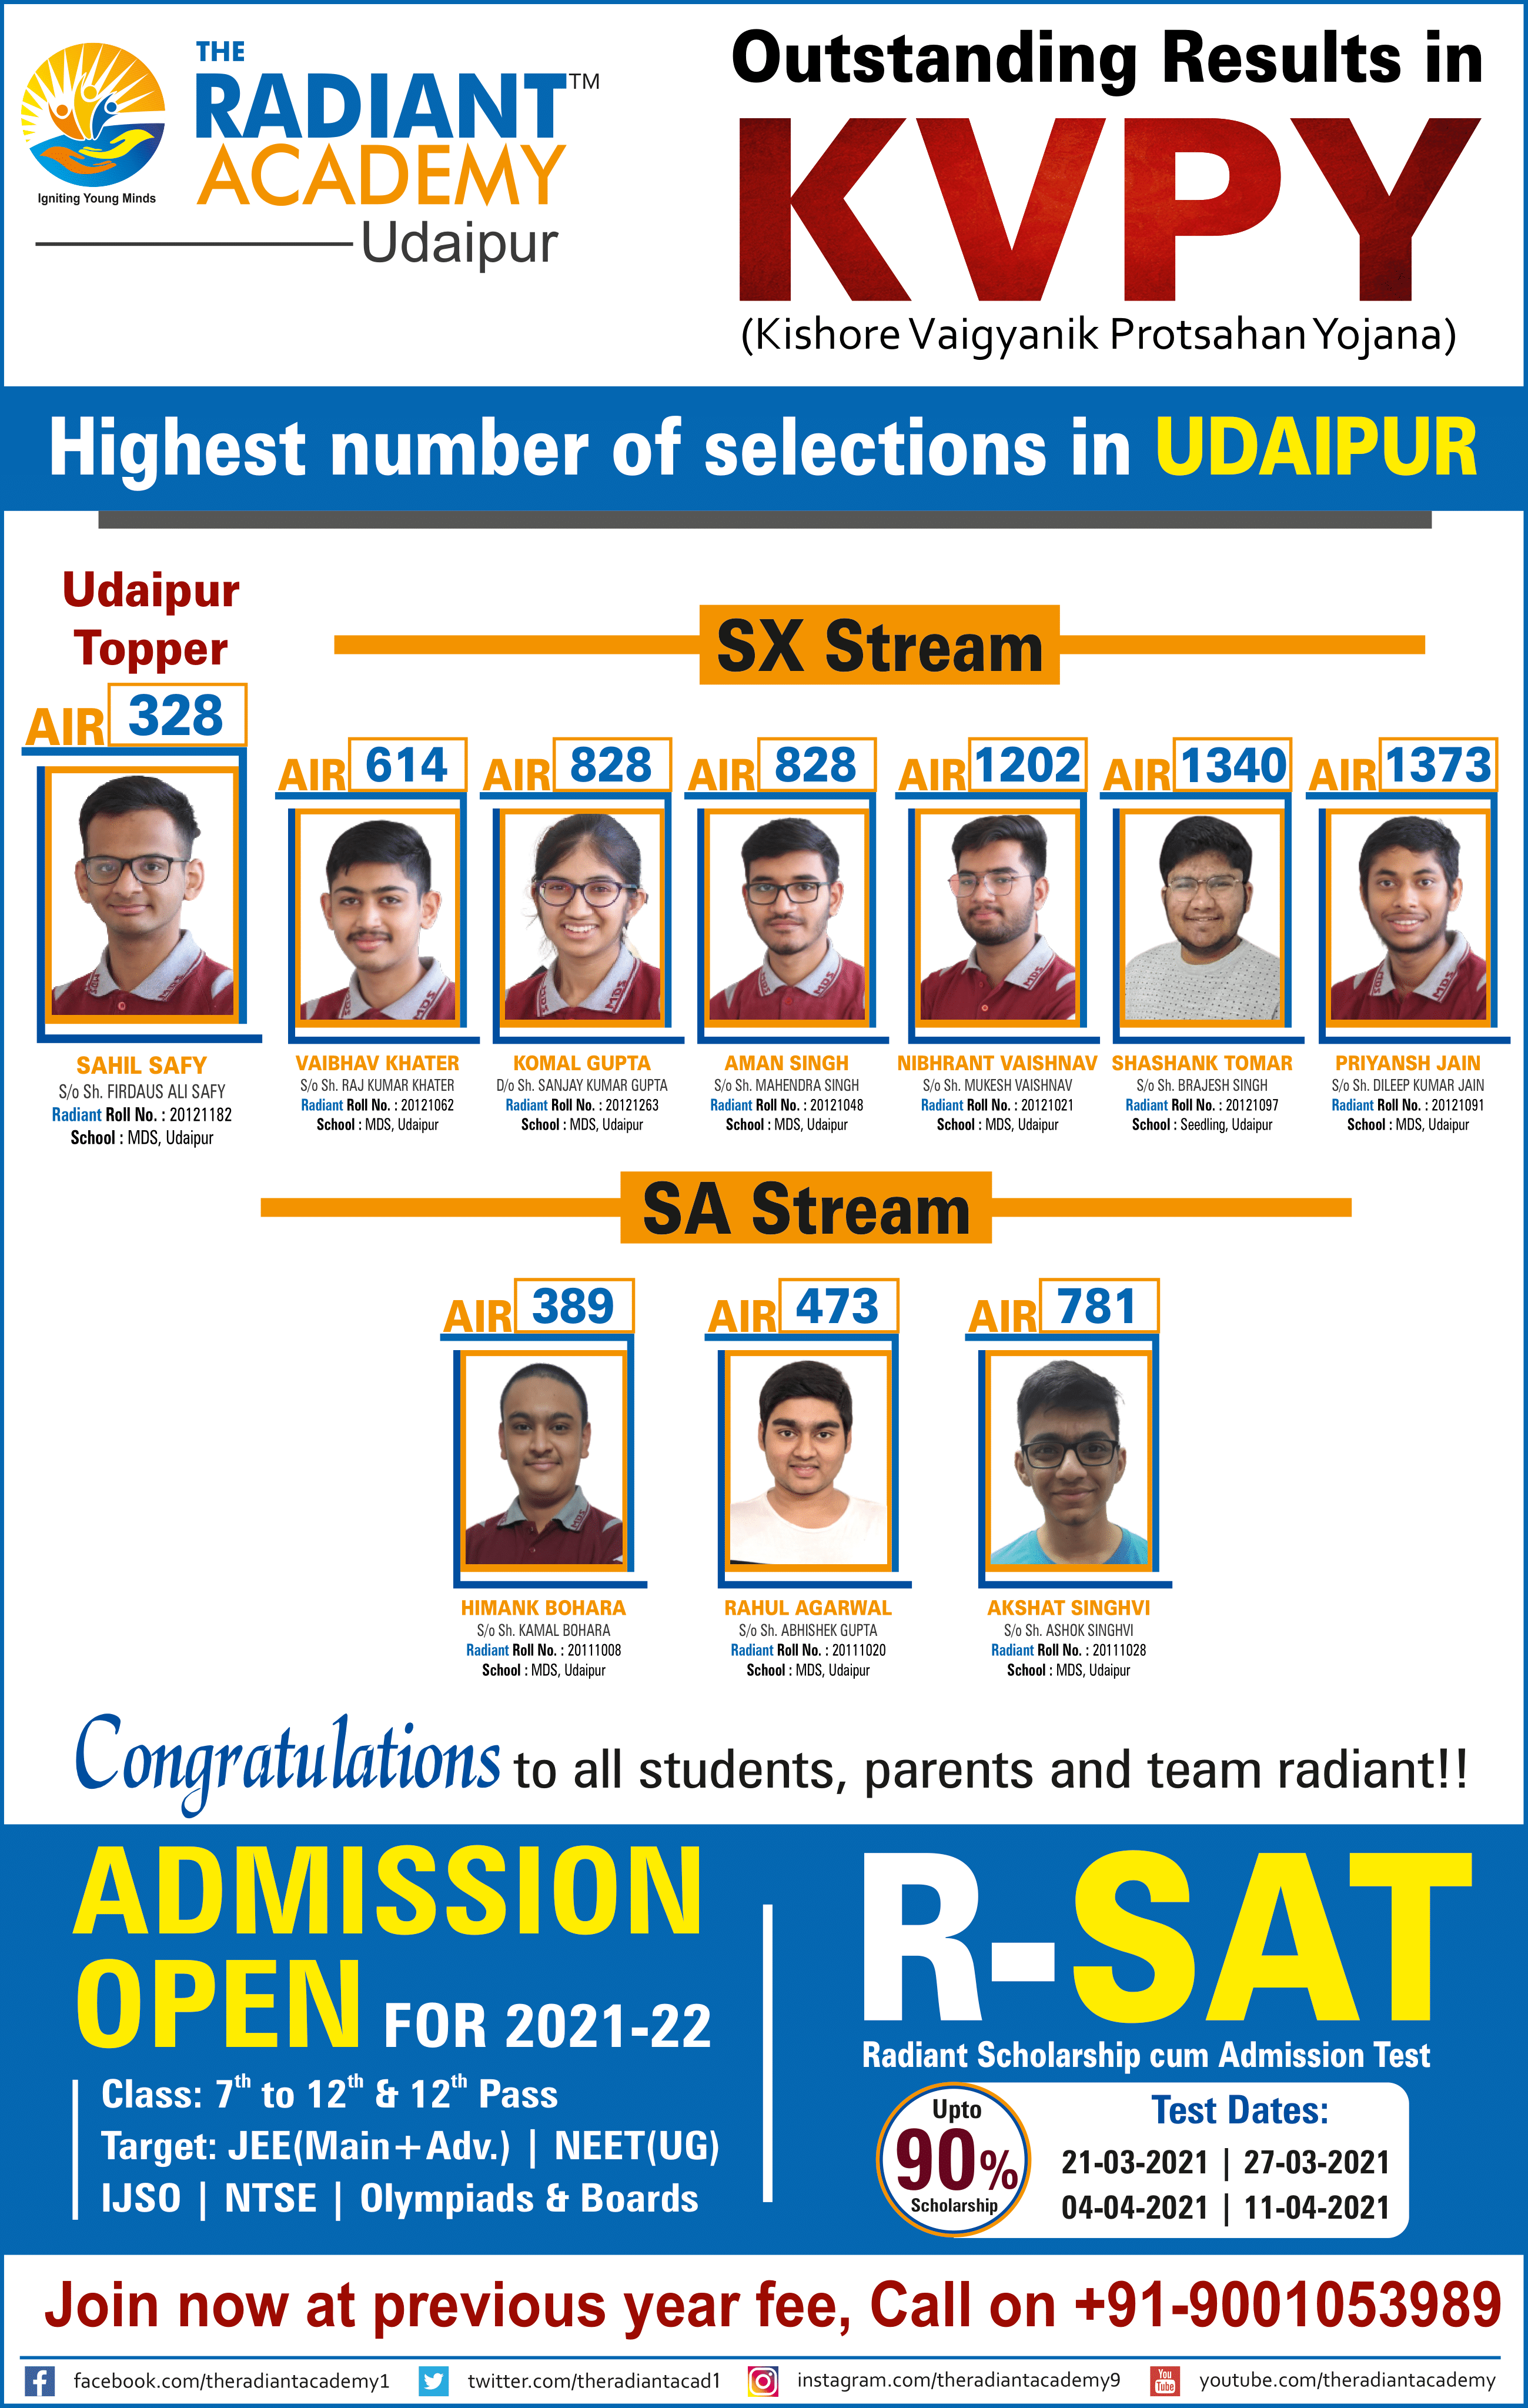 THE
RADIANT™
ACADEMY
Igniting Young Minds
Udaipur
Outstanding Results in
KVPY
(Kishore Vaigyanik Protsahan Yojana)
Highest number of selections in UDAIPUR
Udaipur
Topper
SX Stream
AIR 328
AIR 614
AIR 828
AIR 828
AIR 1202
AIR 1340
AIR 1373
SAHIL SAFY
S/o Sh. FIRDAUS ALI SAFY
Radiant Roll No. : 20121182
School : MDS, Udaipur
VAIBHAV KHATER
S/o Sh. RAJ KUMAR KHATER
Radiant Roll No. : 20121062
School : MDS, Udaipur
KOMAL GUPTA
D/o Sh. SANJAY KUMAR GUPTA
Radiant Roll No. : 20121263
School : MDS, Udaipur
AMAN SINGH
S/o Sh. MAHENDRA SINGH
Radiant Roll No. : 20121048
School : MDS, Udaipur
NIBHRANT VAISHNAV
S/o Sh. MUKESH VAISHNAV
Radiant Roll No. : 20121021
School : MDS, Udaipur
SHASHANK TOMAR
S/o Sh. BRAJESH SINGH
Radiant Roll No. : 20121097
School : Seedling, Udaipur
PRIYANSH JAIN
S/o Sh. DILEEP KUMAR JAIN
Radiant Roll No. : 20121091
School : MDS, Udaipur
SA Stream
AIR 389
AIR 473
AIR 781
HIMANK BOHARA
S/o Sh. KAMAL BOHARA
Radiant Roll No. : 20111008
School : MDS, Udaipur
RAHUL AGARWAL
S/o Sh. ABHISHEK GUPTA
Radiant Roll No. : 20111020
School : MDS, Udaipur
AKSHAT SINGHVI
S/o Sh. ASHOK SINGHVI
Radiant Roll No. : 20111028
School : MDS, Udaipur
Congratulations to all students, parents and team radiant!!
ADMISSION
OPEN FOR 2021-22
Class: 7th to 12th & 12th Pass
Target: JEE(Main+Adv.) | NEET(UG)
IJSO | NTSE | Olympiads & Boards
R-SAT
Radiant Scholarship cum Admission Test
Upto
90%
Scholarship
Test Dates:
21-03-2021 | 27-03-2021
04-04-2021 | 11-04-2021
Join now at previous year fee, Call on +91-9001053989
facebook.com/theradiantacademy1
twitter.com/theradiantacad1
instagram.com/theradiantacademy9
You
Tube
youtube.com/theradiantacademy